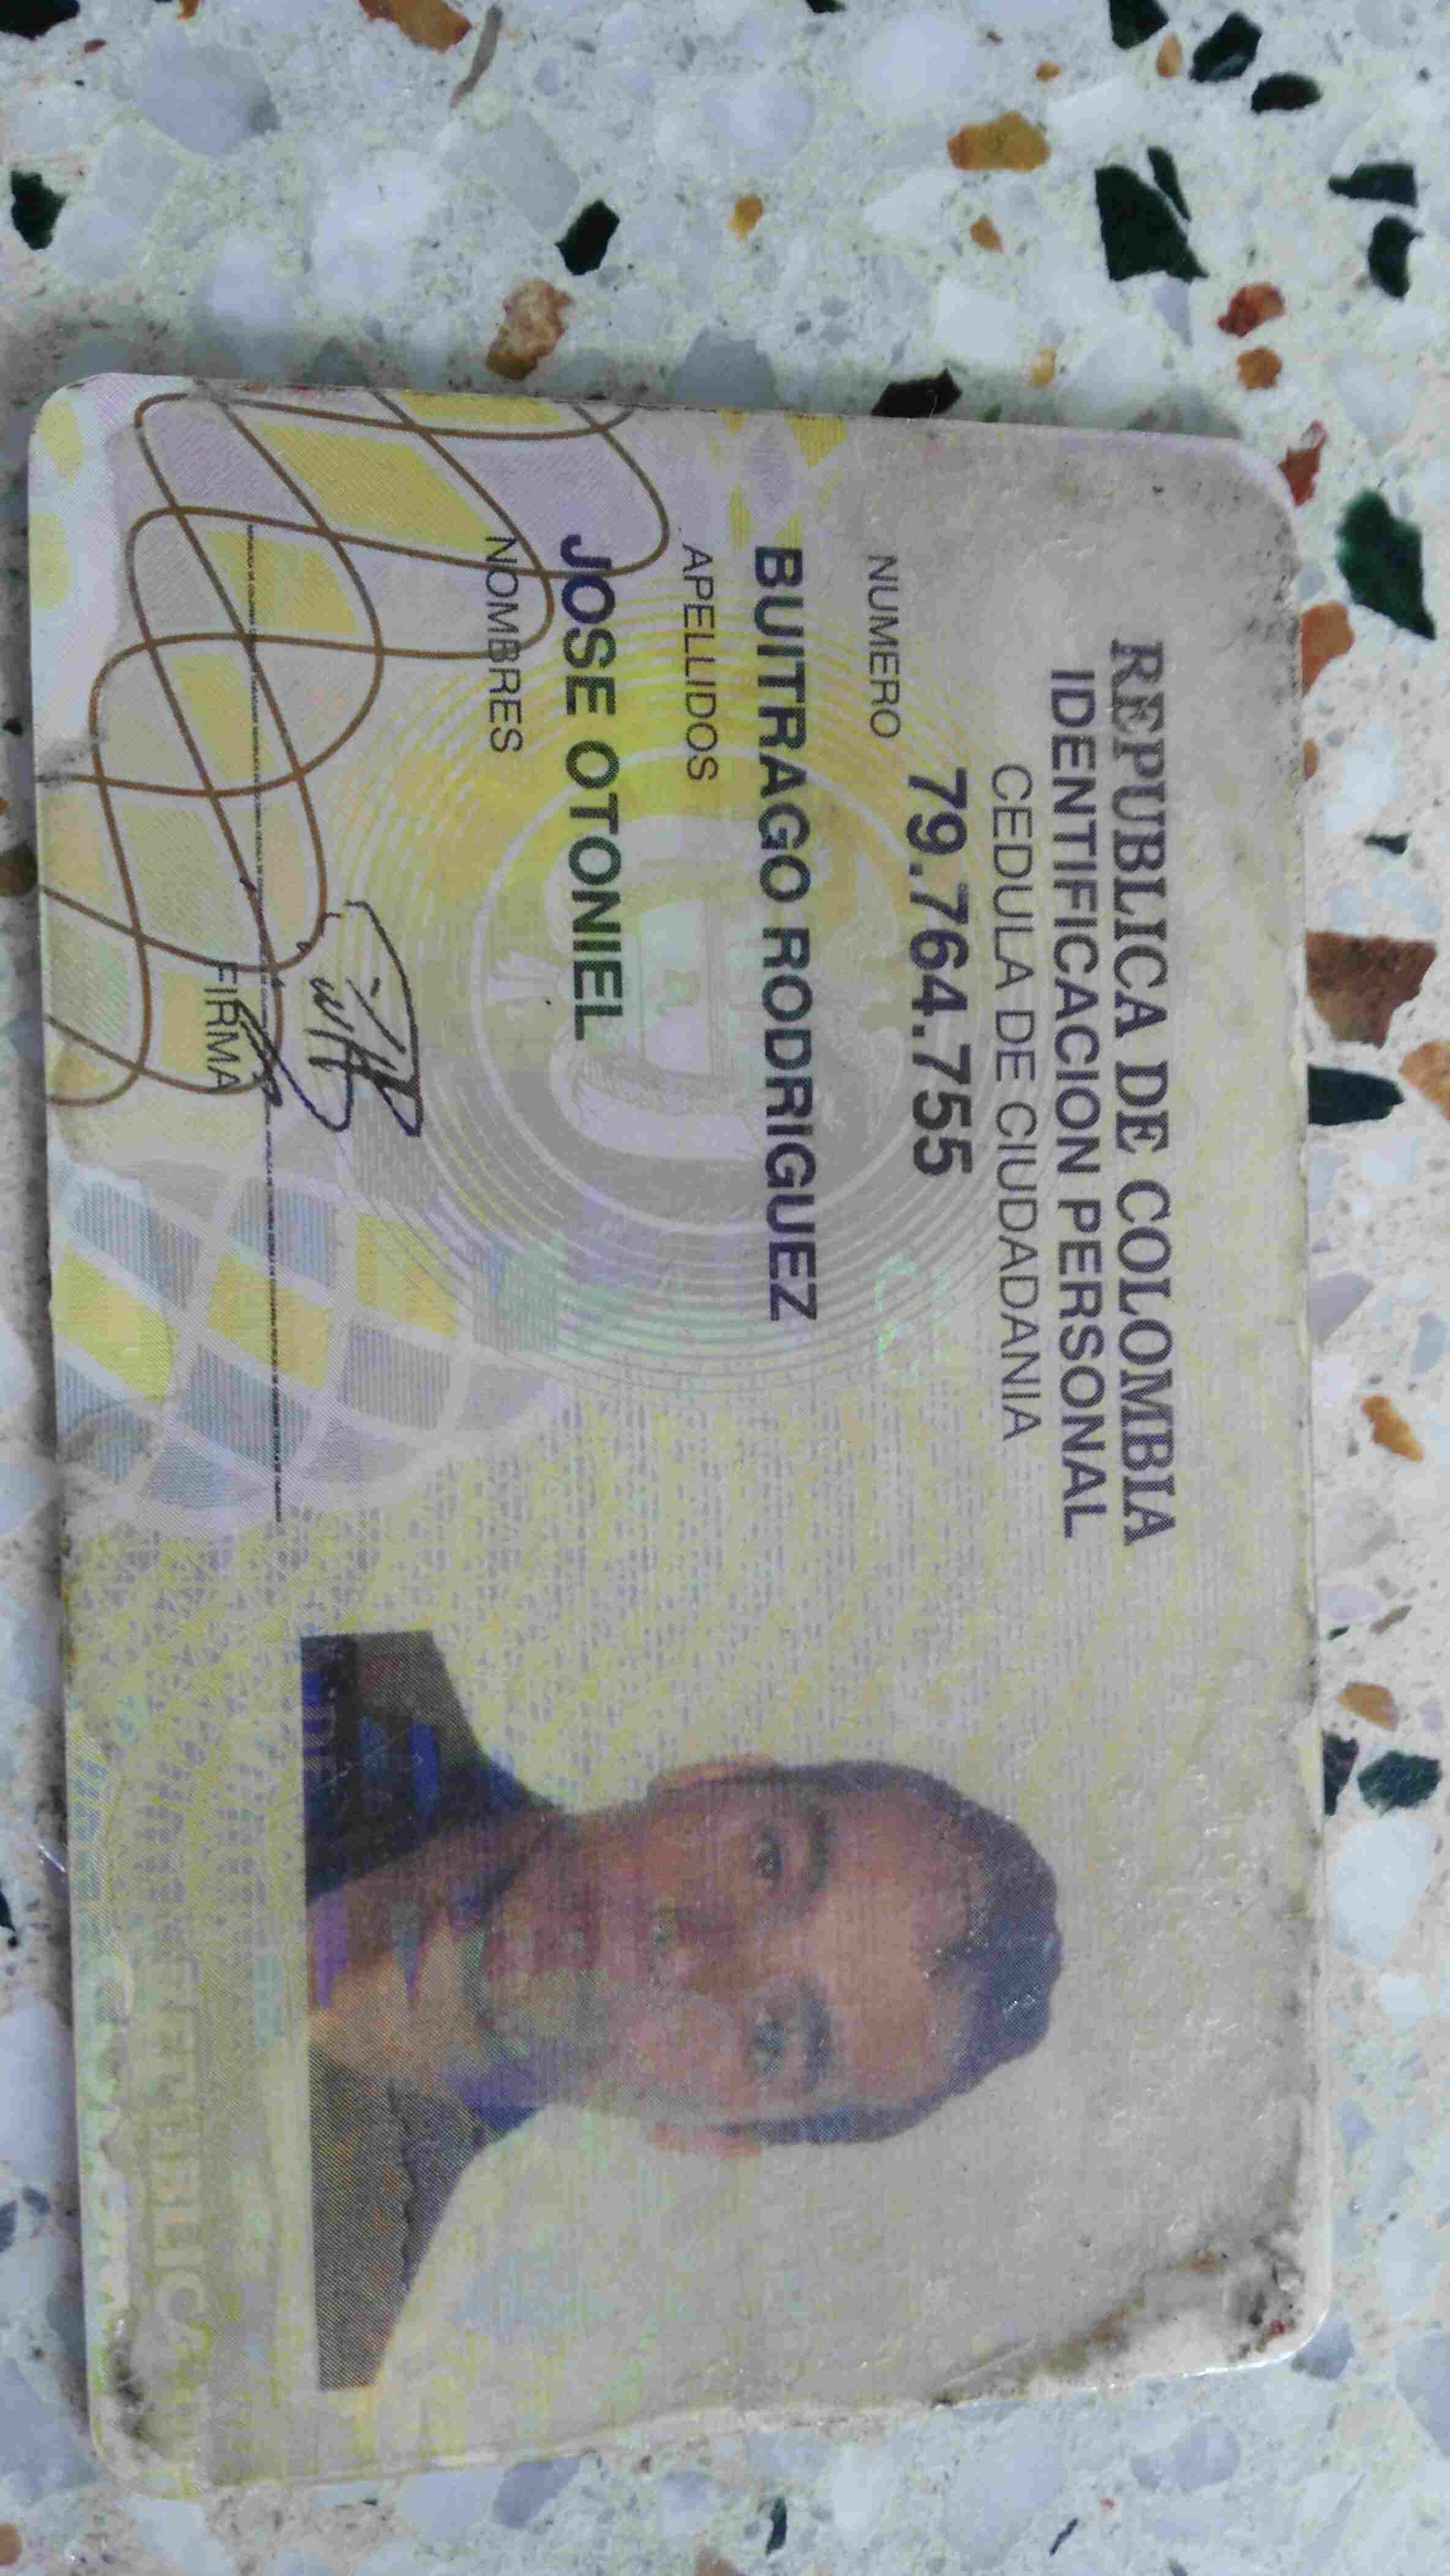 REPUBLICA DE COLOMBIA
IDENTIFICACION PERSONAL
CEDULA DE CIUDADANIA
NUMERO 79.764.755
BUITRAGO RODRIGUEZ
APELLIDOS
JOSE OTONIEL
NOMBRES
FIRMA